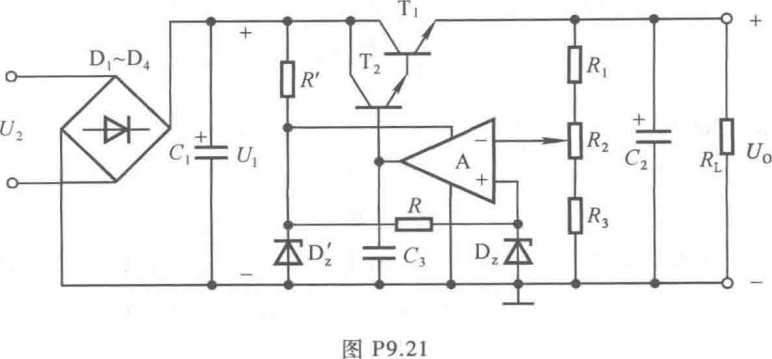 T₁
D₁~D₄
+
T₂
+
R′
R₁
U₂
+
C₁
U₁
A
−
+
R₂
+
C₂
R_L
U_O
R
R₃
−
D′_z
C₃
D_z
−
图 P9.21